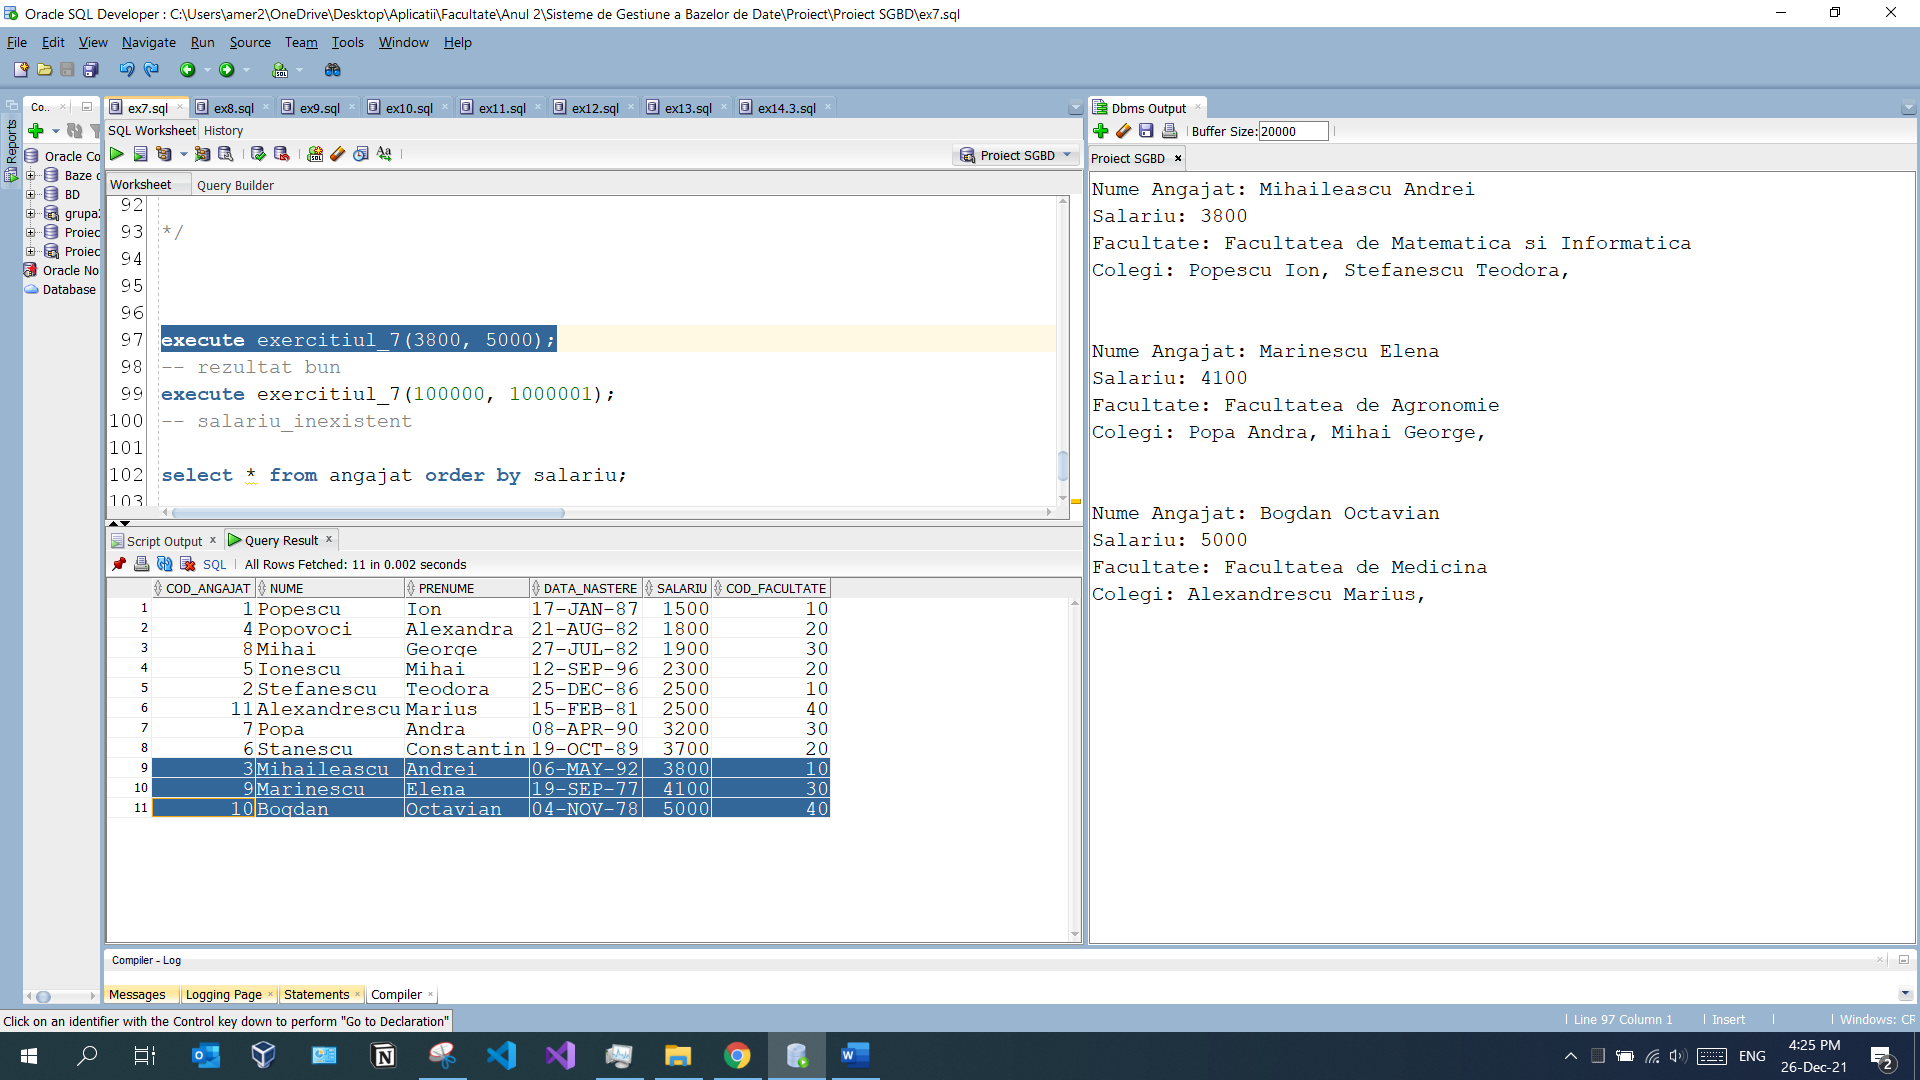 Oracle SQL Developer : C:\Users\amer2\OneDrive\Desktop\Aplicatii\Facultate\Anul 2\Sisteme de Gestiune a Bazelor de Date\Proiect\Proiect SGBD\ex7.sql
File Edit View Navigate Run Source Team Tools Window Help
Co..
ex7.sql ex8.sql ex9.sql ex10.sql ex11.sql ex12.sql ex13.sql ex14.3.sql
Reports
SQL Worksheet History
Oracle Co
Baze
BD
grupa
Proiec
Proiec
Oracle No
Database
Proiect SGBD
Worksheet Query Builder
92
93 */
94
95
96
97 execute exercitiul_7(3800, 5000);
98 -- rezultat bun
99 execute exercitiul_7(100000, 1000001);
100 -- salariu_inexistent
101
102 select * from angajat order by salariu;
103
Script Output Query Result
SQL All Rows Fetched: 11 in 0.002 seconds
COD_ANGAJAT NUME PRENUME DATA_NASTERE SALARIU COD_FACULTATE
1 1 Popescu Ion 17-JAN-87 1500 10
2 4 Popovoci Alexandra 21-AUG-82 1800 20
3 8 Mihai George 27-JUL-82 1900 30
4 5 Ionescu Mihai 12-SEP-96 2300 20
5 2 Stefanescu Teodora 25-DEC-86 2500 10
6 11 Alexandrescu Marius 15-FEB-81 2500 40
7 7 Popa Andra 08-APR-90 3200 30
8 6 Stanescu Constantin 19-OCT-89 3700 20
9 3 Mihaileascu Andrei 06-MAY-92 3800 10
10 9 Marinescu Elena 19-SEP-77 4100 30
11 10 Bogdan Octavian 04-NOV-78 5000 40
Dbms Output
Buffer Size: 20000
Proiect SGBD
Nume Angajat: Mihaileascu Andrei
Salariu: 3800
Facultate: Facultatea de Matematica si Informatica
Colegi: Popescu Ion, Stefanescu Teodora,
Nume Angajat: Marinescu Elena
Salariu: 4100
Facultate: Facultatea de Agronomie
Colegi: Popa Andra, Mihai George,
Nume Angajat: Bogdan Octavian
Salariu: 5000
Facultate: Facultatea de Medicina
Colegi: Alexandrescu Marius,
Compiler - Log
Messages Logging Page Statements Compiler
Click on an identifier with the Control key down to perform "Go to Declaration"
Line 97 Column 1 Insert Windows: CR
ENG
4:25 PM
26-Dec-21
2